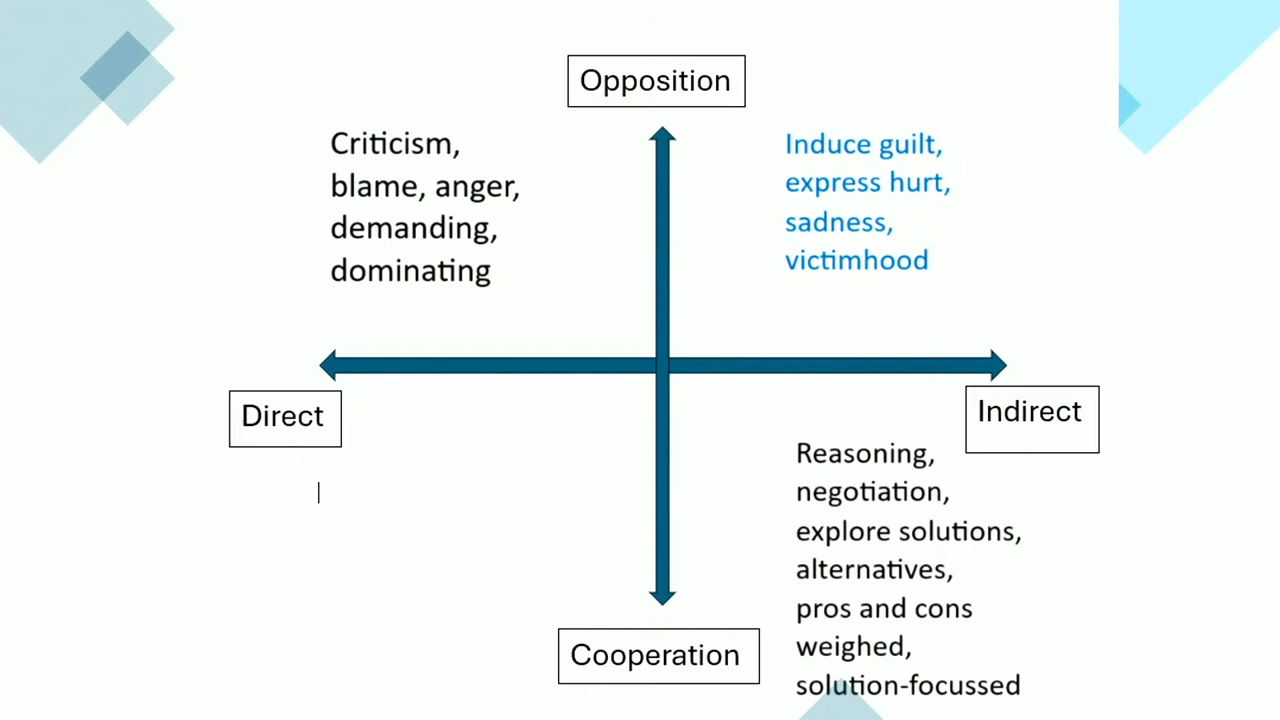 Opposition
Criticism,
blame, anger,
demanding,
dominating
Induce guilt,
express hurt,
sadness,
victimhood
Direct
Indirect
Reasoning,
negotiation,
explore solutions,
alternatives,
pros and cons
weighed,
solution-focussed
Cooperation